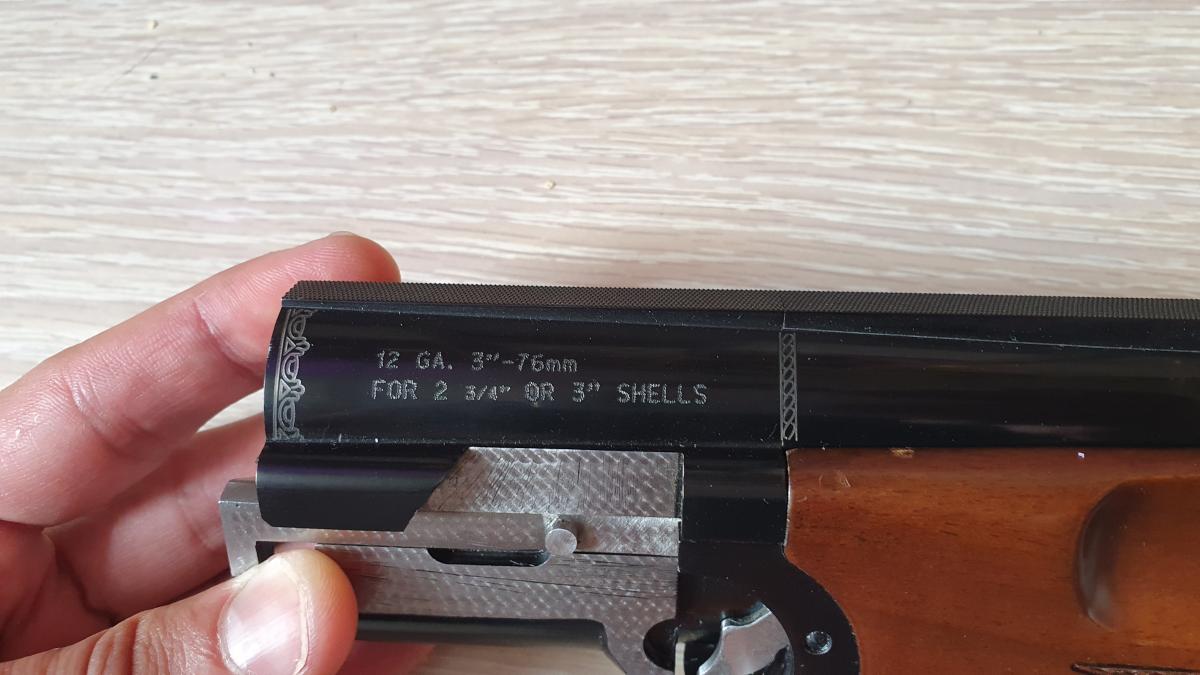 12 GA. 3"-76mm
FOR 2 3/4" OR 3" SHELLS